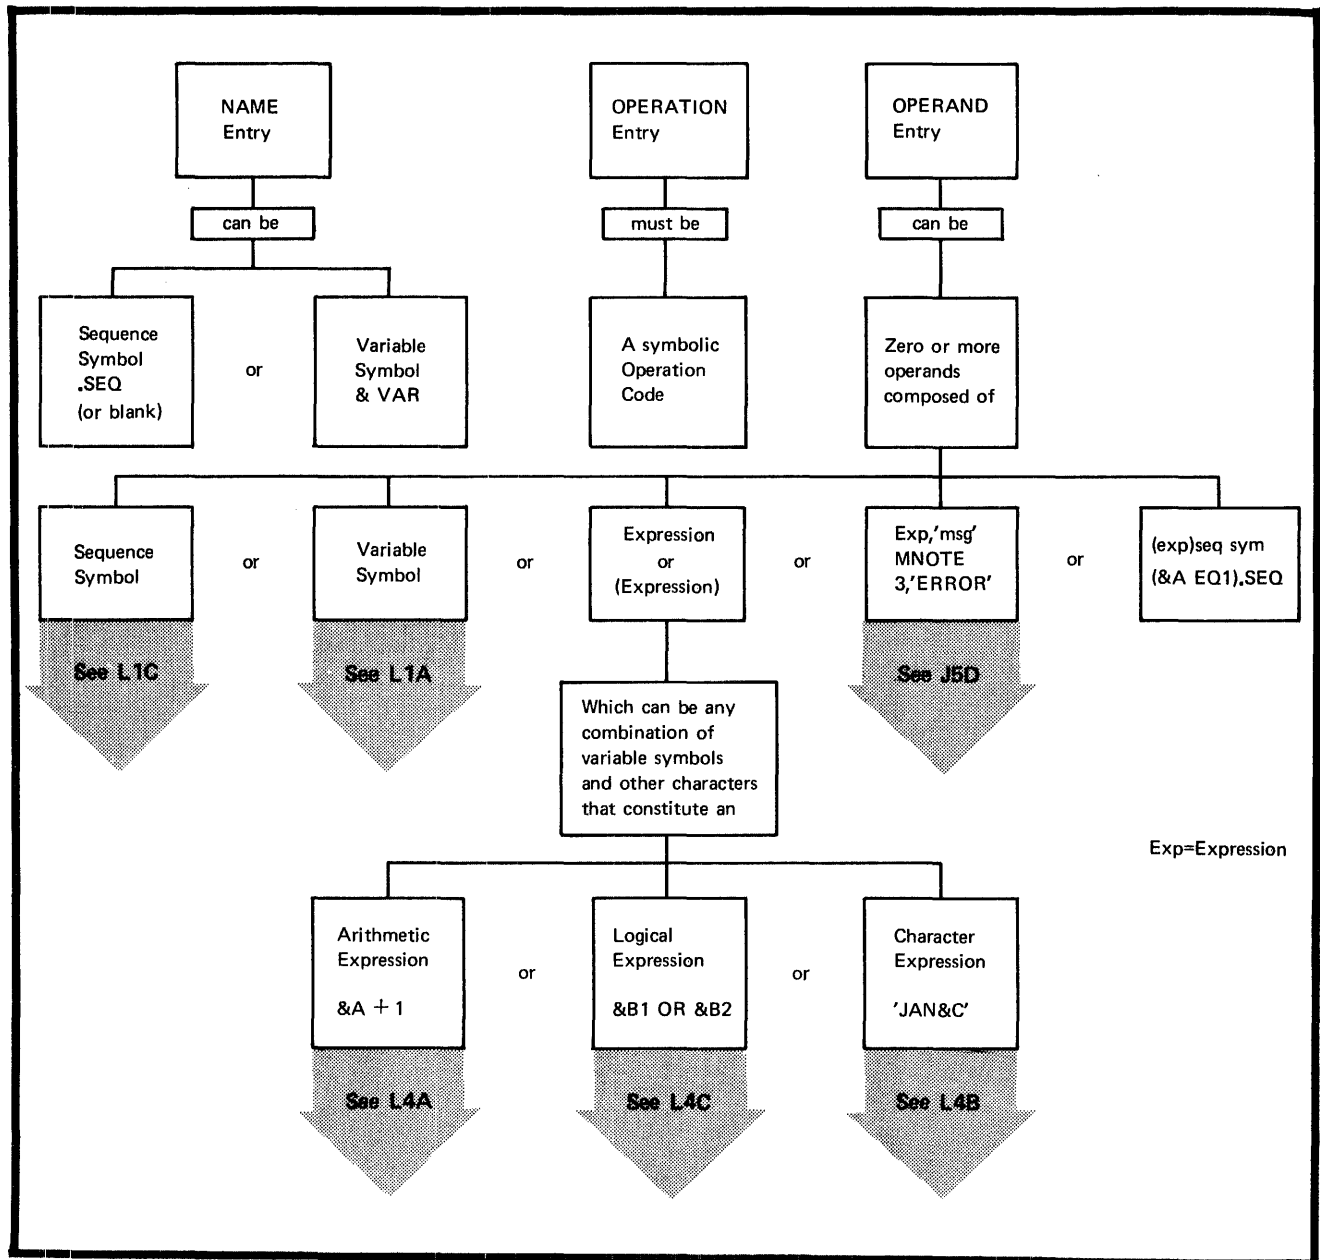 NAME
Entry
OPERATION
Entry
OPERAND
Entry
can be
must be
can be
Sequence
Symbol
.SEQ
(or blank)
or
Variable
Symbol
& VAR
A symbolic
Operation
Code
Zero or more
operands
composed of
Sequence
Symbol
or
Variable
Symbol
or
Expression
or
(Expression)
or
Exp,'msg'
MNOTE
3,'ERROR'
or
(exp)seq sym
(&A EQ1).SEQ
See L1C
See L1A
See J5D
Which can be any
combination of
variable symbols
and other characters
that constitute an
Exp=Expression
Arithmetic
Expression
&A + 1
or
Logical
Expression
&B1 OR &B2
or
Character
Expression
'JAN&C'
See L4A
See L4C
See L4B